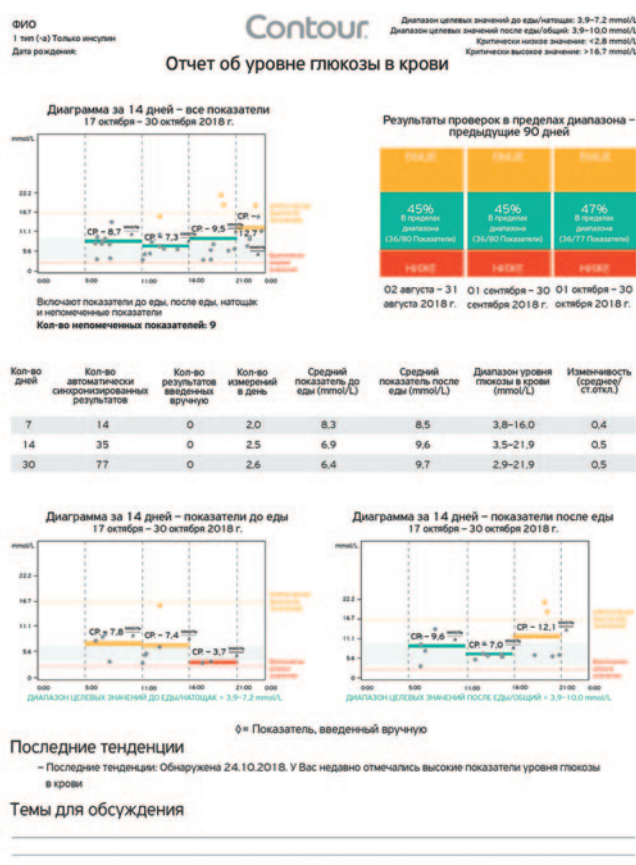 ФИО
1 тип (-а) Только инсулин
Дата рождения:
Contour
Диапазон целевых значений до еды/натощак: 3,9–7.2 mmol/L
Диапазон целевых значений после еды/общий: 3,9–10,0 mmol/L
Критически низкое значение: <2,8 mmol/L
Критически высокое значение: >16,7 mmol/L
Отчет об уровне глюкозы в крови
Диаграмма за 14 дней – все показатели
17 октября – 30 октября 2018 г.
mmol/L
22.2
16.7
11.1
5.6
0
СР. – 8,7
СР. – 7,3
СР. – 9,5
СР. –
12,7
0:00 5:00 11:00 16:00 21:00 0:00
Включают показатели до еды, после еды, натощак
и непомеченные показатели
Кол-во непомеченных показателей: 9
Результаты проверок в пределах диапазона –
предыдущие 90 дней
45% 45% 47%
В пределах диапазона В пределах диапазона В пределах диапазона
(36/80 Показатели) (36/80 Показатели) (36/77 Показатели)
НИЖЕ НИЖЕ НИЖЕ
02 августа – 31 августа 2018 г.
01 сентября – 30 сентября 2018 г.
01 октября – 30 октября 2018 г.
Кол-во дней
Кол-во автоматически синхронизированных результатов
Кол-во результатов введенных вручную
Кол-во измерений в день
Средний показатель до еды (mmol/L)
Средний показатель после еды (mmol/L)
Диапазон уровня глюкозы в крови (mmol/L)
Изменчивость (среднее/ст.откл.)
7 14 0 2,0 8,3 8,5 3,8–16,0 0,4
14 35 0 2,5 6,9 9,6 3,5–21,9 0,5
30 77 0 2,6 6,4 9,7 2,9–21,9 0,5
Диаграмма за 14 дней – показатели до еды
17 октября – 30 октября 2018 г.
mmol/L
22.2
16.7
11.1
5.6
0
СР. – 7,8
СР. – 7,4
СР. – 3,7
0:00 5:00 11:00 16:00 21:00 0:00
ДИАПАЗОН ЦЕЛЕВЫХ ЗНАЧЕНИЙ ДО ЕДЫ/НАТОЩАК = 3,9–7,2 mmol/L
Диаграмма за 14 дней – показатели после еды
17 октября – 30 октября 2018 г.
mmol/L
22.2
16.7
11.1
5.6
0
СР. – 9,6
СР. – 7,0
СР. – 12,1
0:00 5:00 11:00 16:00 21:00 0:00
ДИАПАЗОН ЦЕЛЕВЫХ ЗНАЧЕНИЙ ПОСЛЕ ЕДЫ/ОБЩИЙ = 3,9–10,0 mmol/L
◊= Показатель, введенный вручную
Последние тенденции
– Последние тенденции: Обнаружена 24.10.2018. У Вас недавно отмечались высокие показатели уровня глюкозы
в крови
Темы для обсуждения